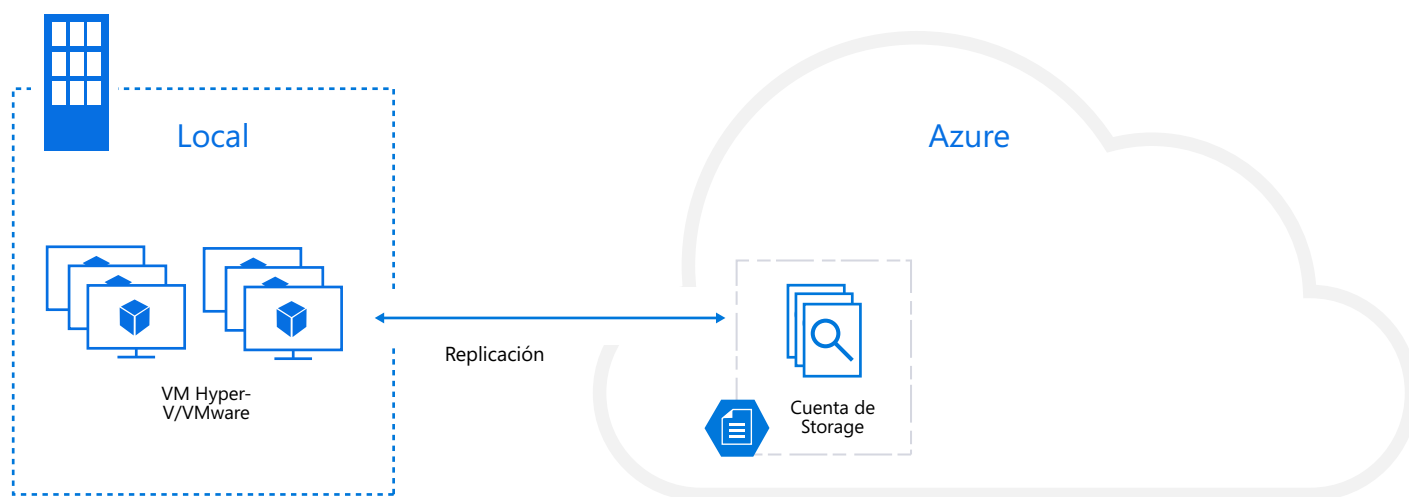 Local
Azure
Replicación
VM Hyper-
V/VMware
Cuenta de
Storage